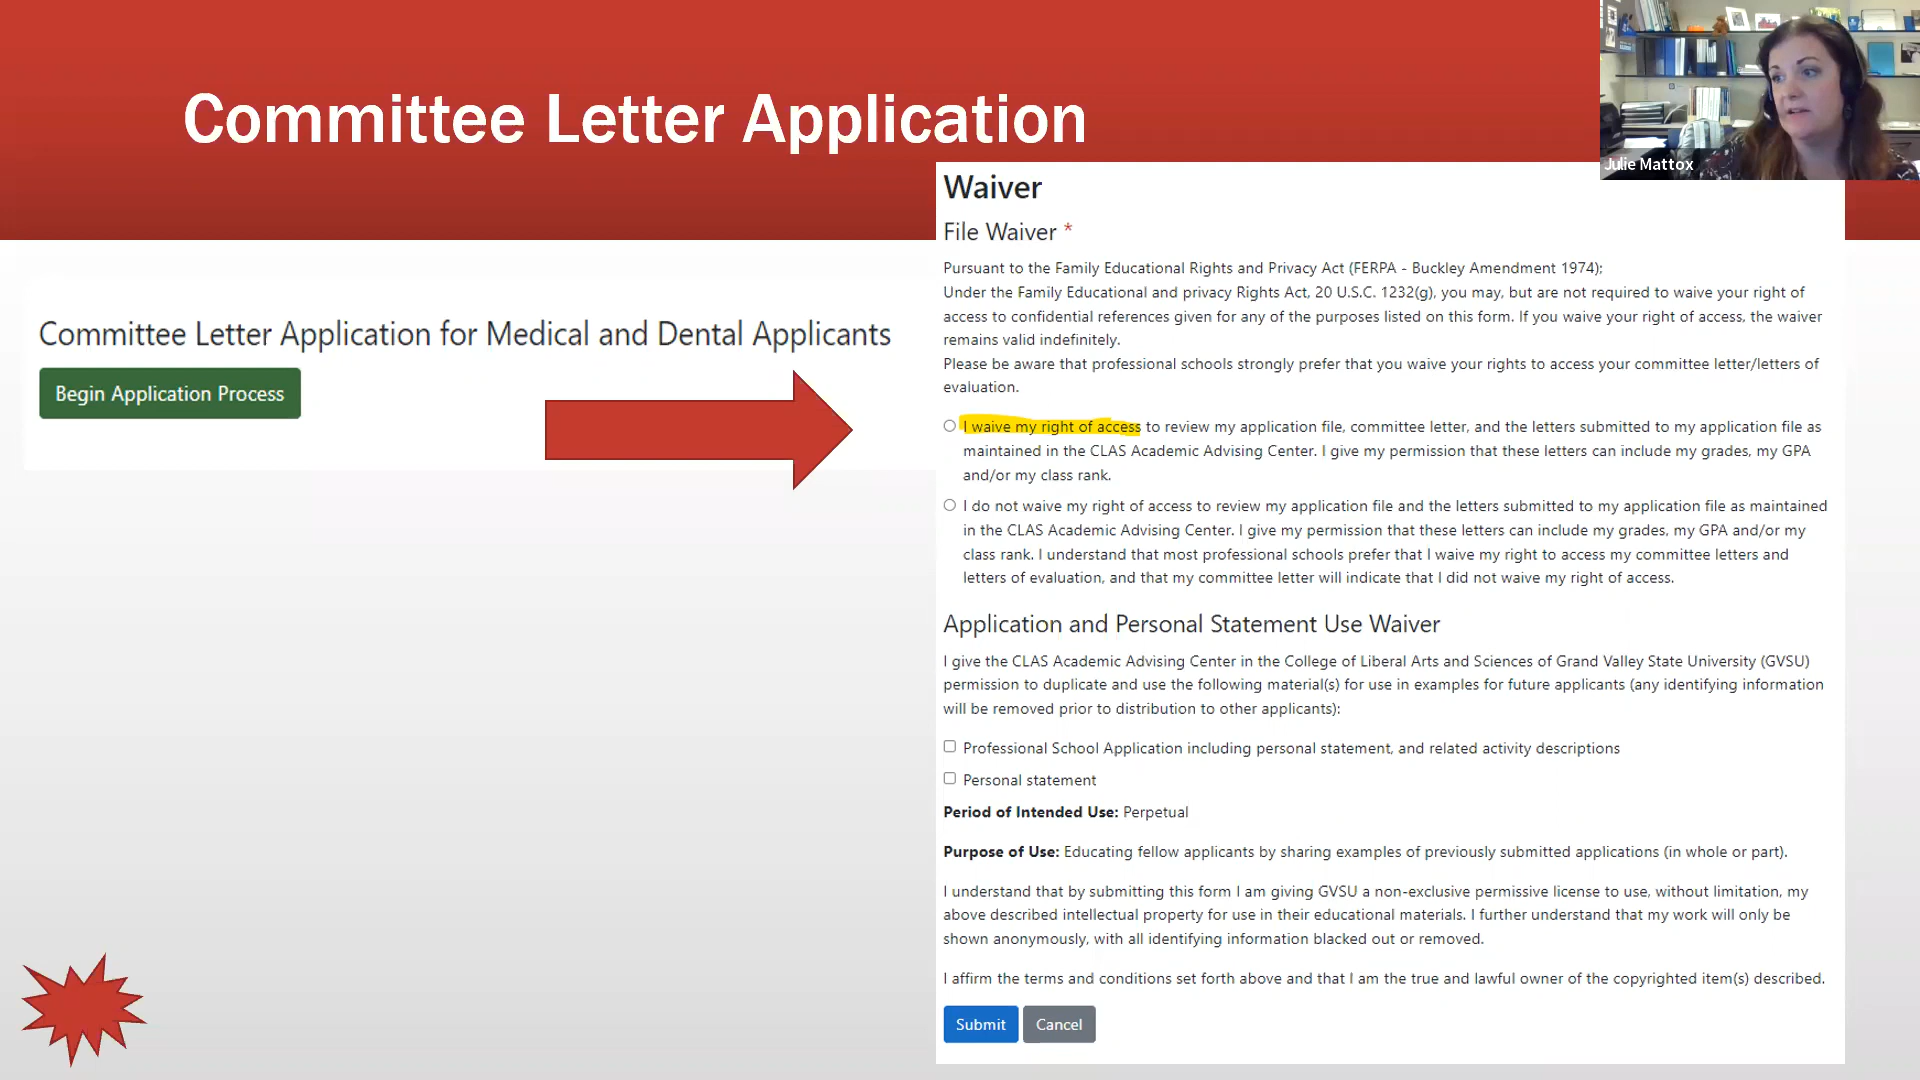 Committee Letter Application
Julie Mattox
Committee Letter Application for Medical and Dental Applicants
Begin Application Process
Waiver
File Waiver *
Pursuant to the Family Educational Rights and Privacy Act (FERPA - Buckley Amendment 1974);
Under the Family Educational and privacy Rights Act, 20 U.S.C. 1232(g), you may, but are not required to waive your right of
access to confidential references given for any of the purposes listed on this form. If you waive your right of access, the waiver
remains valid indefinitely.
Please be aware that professional schools strongly prefer that you waive your rights to access your committee letter/letters of
evaluation.
I waive my right of access to review my application file, committee letter, and the letters submitted to my application file as
maintained in the CLAS Academic Advising Center. I give my permission that these letters can include my grades, my GPA
and/or my class rank.
I do not waive my right of access to review my application file and the letters submitted to my application file as maintained
in the CLAS Academic Advising Center. I give my permission that these letters can include my grades, my GPA and/or my
class rank. I understand that most professional schools prefer that I waive my right to access my committee letters and
letters of evaluation, and that my committee letter will indicate that I did not waive my right of access.
Application and Personal Statement Use Waiver
I give the CLAS Academic Advising Center in the College of Liberal Arts and Sciences of Grand Valley State University (GVSU)
permission to duplicate and use the following material(s) for use in examples for future applicants (any identifying information
will be removed prior to distribution to other applicants):
Professional School Application including personal statement, and related activity descriptions
Personal statement
Period of Intended Use: Perpetual
Purpose of Use: Educating fellow applicants by sharing examples of previously submitted applications (in whole or part).
I understand that by submitting this form I am giving GVSU a non-exclusive permissive license to use, without limitation, my
above described intellectual property for use in their educational materials. I further understand that my work will only be
shown anonymously, with all identifying information blacked out or removed.
I affirm the terms and conditions set forth above and that I am the true and lawful owner of the copyrighted item(s) described.
Submit Cancel